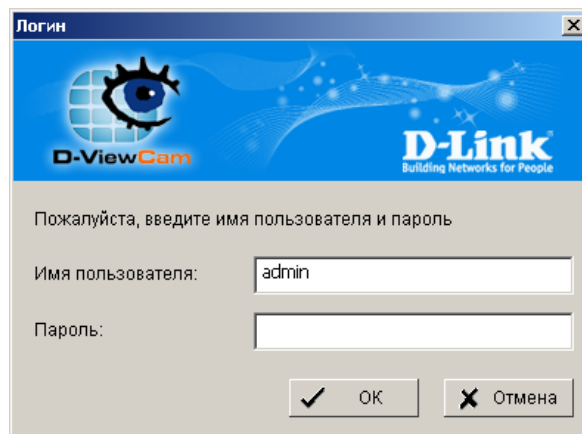 Логин
D-ViewCam
D-Link
Building Networks for People
Пожалуйста, введите имя пользователя и пароль
Имя пользователя:
admin
Пароль:
OK
Отмена